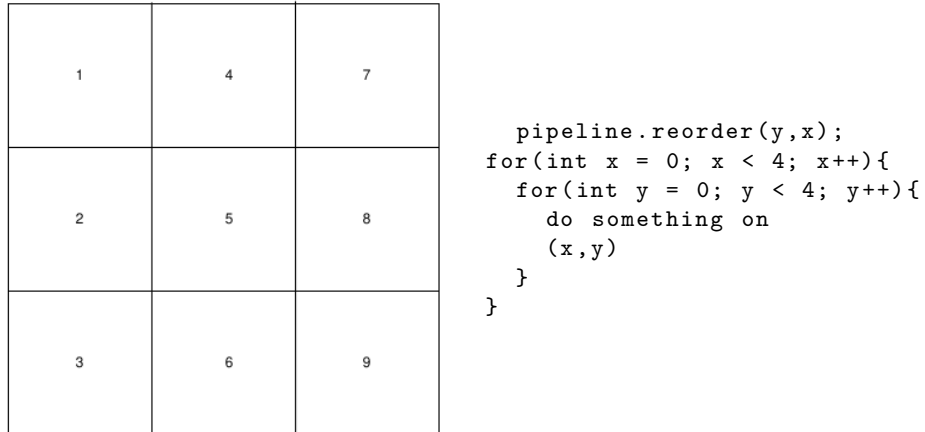 1 4 7
2 5 8
3 6 9
pipeline.reorder(y,x);
for(int x = 0; x < 4; x++){
for(int y = 0; y < 4; y++){
do something on
(x,y)
}
}